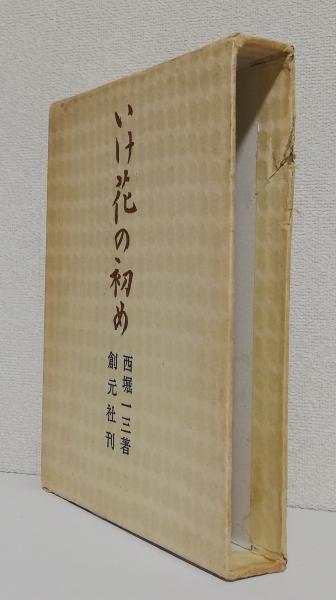 いけ花の初め
西堀一三著
創元社刊